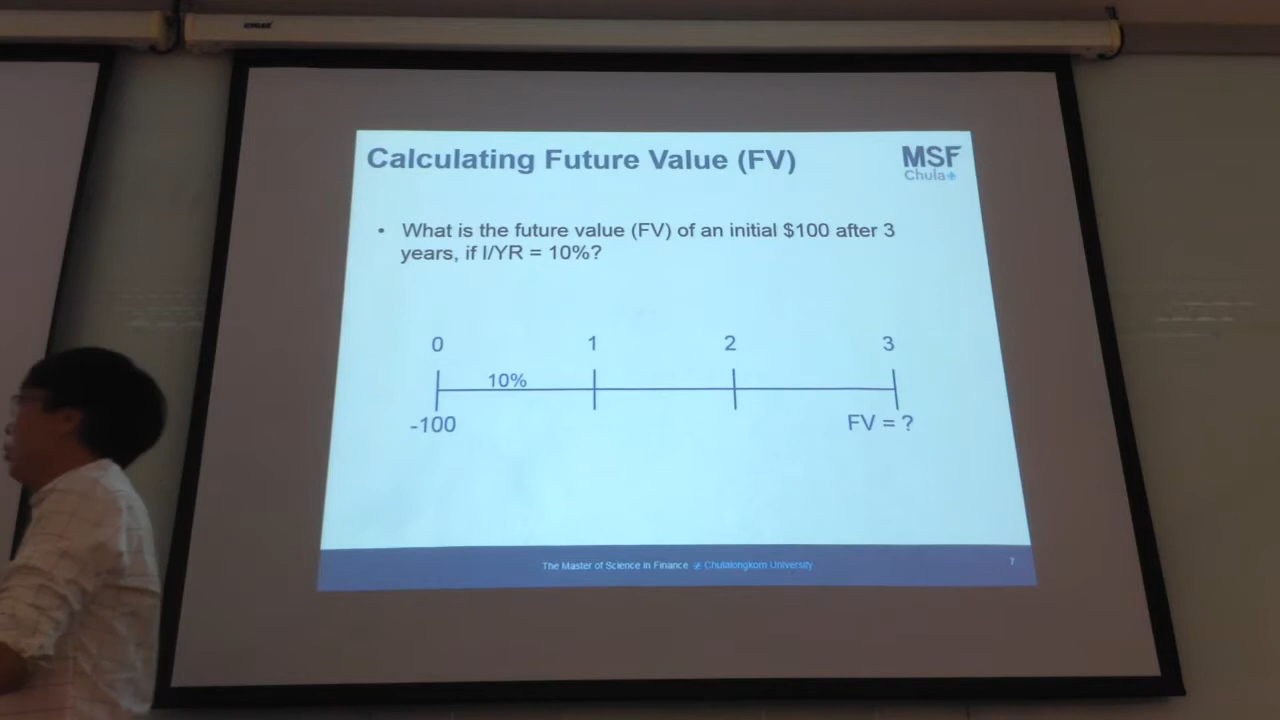 Calculating Future Value (FV)
MSF
Chula
• What is the future value (FV) of an initial $100 after 3
years, if I/YR = 10%?
0 1 2 3
10%
-100 FV = ?
The Master of Science in Finance Chulalongkorn University 7